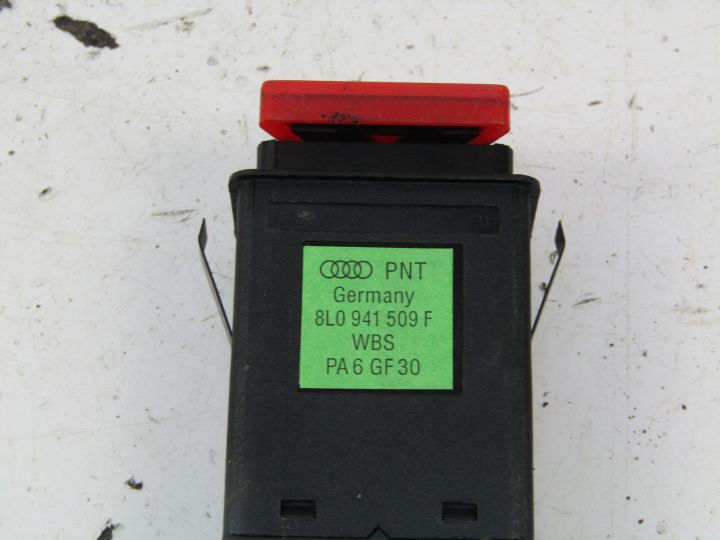 PNT
Germany
8L0 941 509 F
WBS
PA 6 GF 30